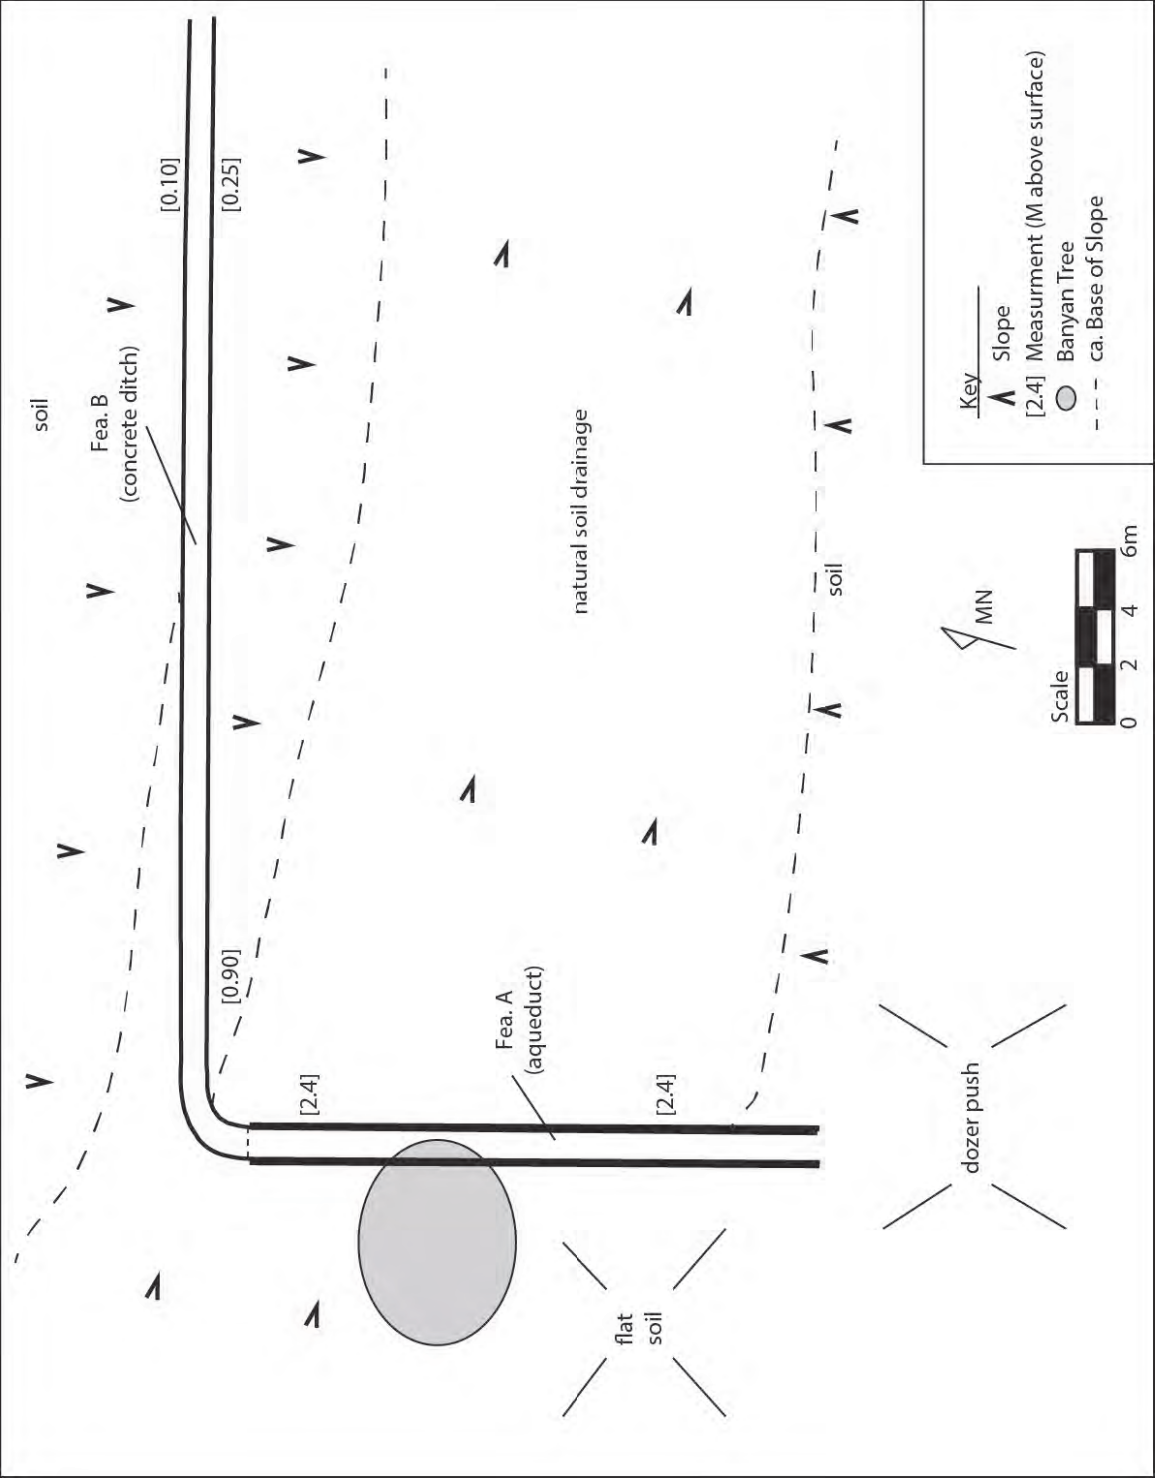 soil
Fea. B
(concrete ditch)
[0.10]
[0.25]
[0.90]
[2.4]
Fea. A
(aqueduct)
[2.4]
natural soil drainage
soil
flat
soil
dozer push
MN
Scale
0 2 4 6m
Key
Slope
[2.4] Measurment (M above surface)
Banyan Tree
ca. Base of Slope